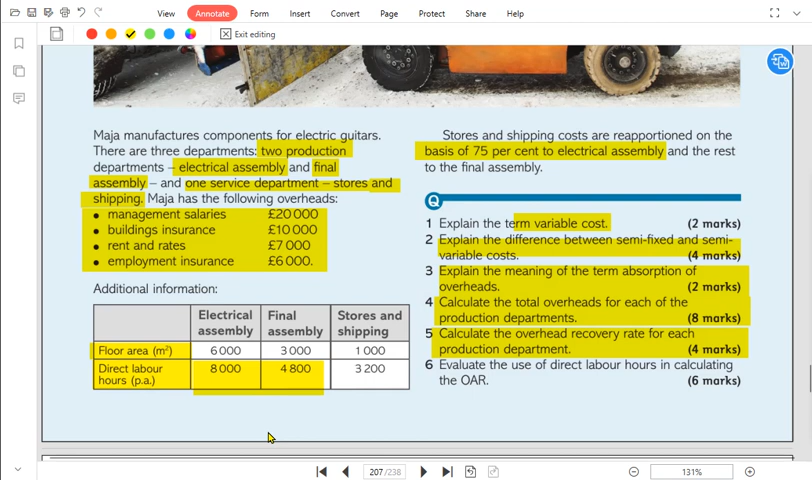 View
Annotate
Form
Insert
Convert
Page
Protect
Share
Help
Exit editing
Maja manufactures components for electric guitars.
There are three departments: two production
departments – electrical assembly and final
assembly – and one service department – stores and
shipping. Maja has the following overheads:
• management salaries £20 000
• buildings insurance £10 000
• rent and rates £7 000
• employment insurance £6 000.
Additional information:
Electrical assembly Final assembly Stores and shipping
Floor area (m²) 6 000 3 000 1 000
Direct labour hours (p.a.) 8 000 4 800 3 200
Stores and shipping costs are reapportioned on the
basis of 75 per cent to electrical assembly and the rest
to the final assembly.
Q
1 Explain the term variable cost. (2 marks)
2 Explain the difference between semi-fixed and semi-
variable costs. (4 marks)
3 Explain the meaning of the term absorption of
overheads. (2 marks)
4 Calculate the total overheads for each of the
production departments. (8 marks)
5 Calculate the overhead recovery rate for each
production department. (4 marks)
6 Evaluate the use of direct labour hours in calculating
the OAR. (6 marks)
207 /238
131%